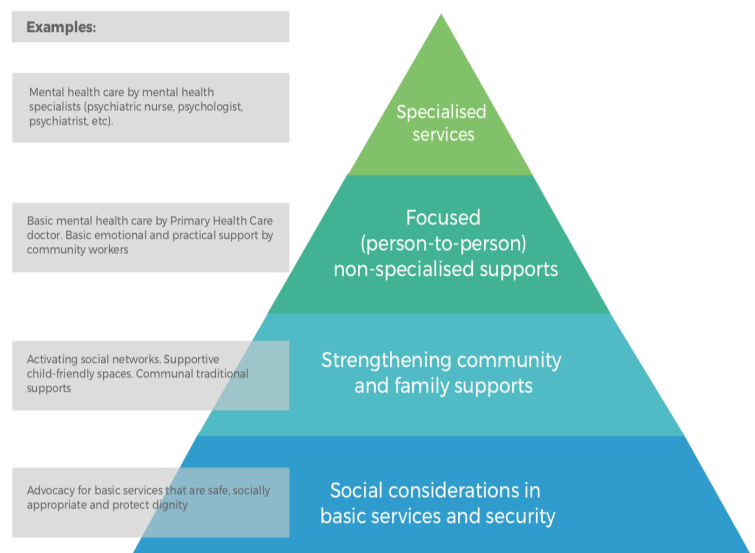 Examples:
Mental health care by mental health
specialists (psychiatric nurse, psychologist,
psychiatrist, etc).
Specialised
services
Basic mental health care by Primary Health Care
doctor. Basic emotional and practical support by
community workers
Focused
(person-to-person)
non-specialised supports
Activating social networks. Supportive
child-friendly spaces. Communal traditional
supports
Strengthening community
and family supports
Advocacy for basic services that are safe, socially
appropriate and protect dignity
Social considerations in
basic services and security